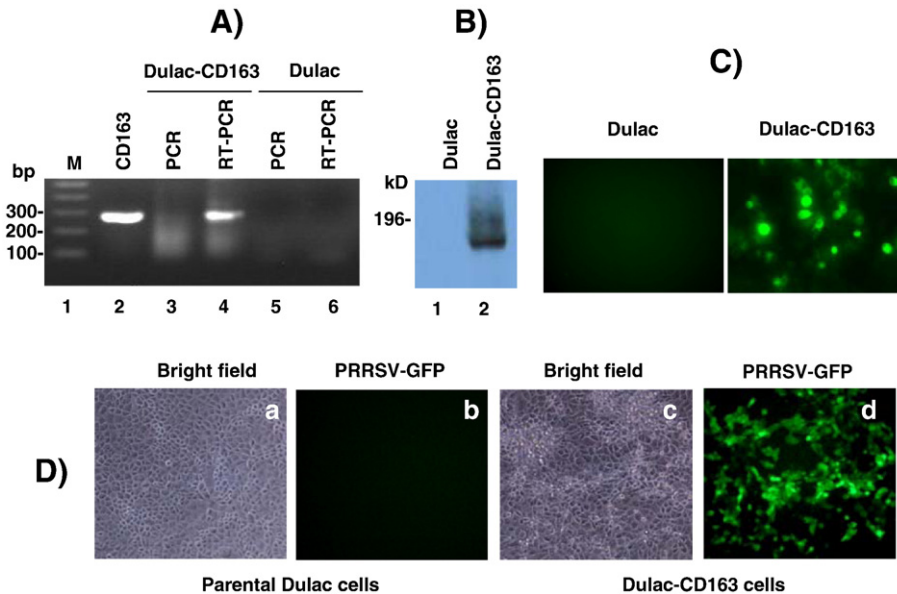 A)
Dulac-CD163 Dulac
bp M CD163 PCR RT-PCR PCR RT-PCR
300-
200-
100-
1 2 3 4 5 6
B)
Dulac Dulac-CD163
kD
196-
1 2
C)
Dulac Dulac-CD163
D)
Bright field PRRSV-GFP Bright field PRRSV-GFP
a b c d
Parental Dulac cells Dulac-CD163 cells